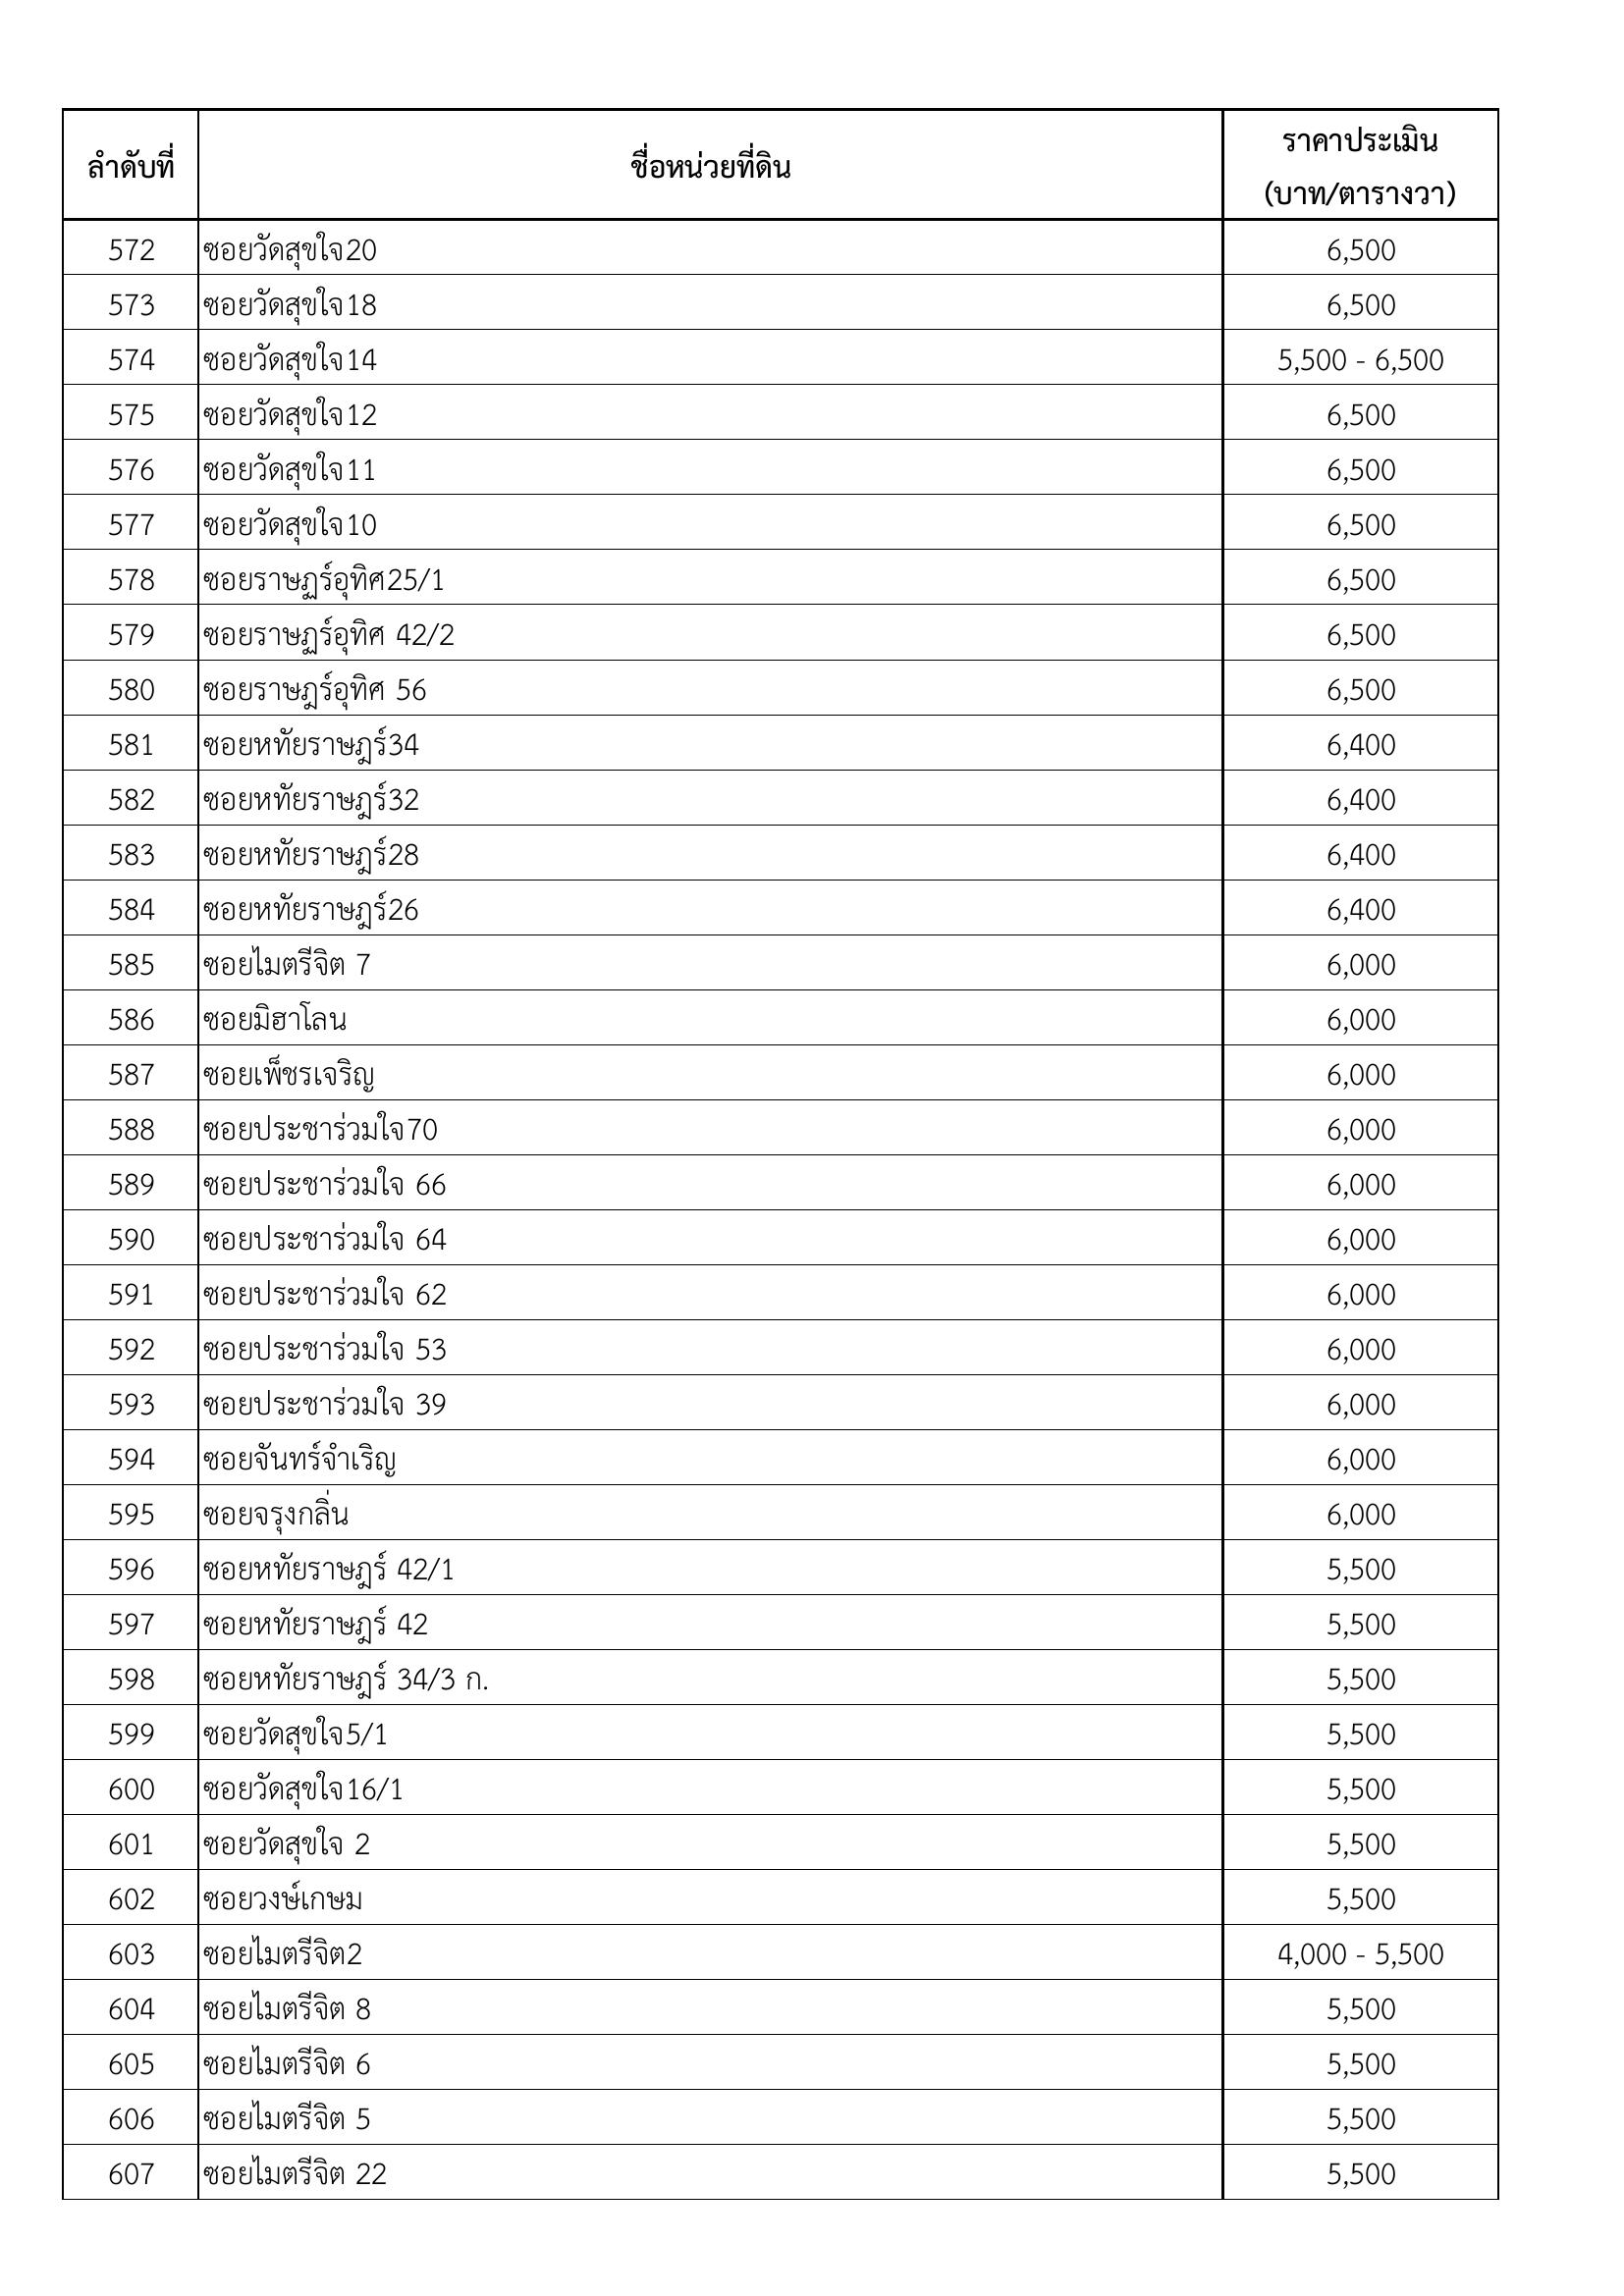 ลำดับที่ ชื่อหน่วยที่ดิน ราคาประเมิน
(บาท/ตารางวา)
572 ซอยวัดสุขใจ20 6,500
573 ซอยวัดสุขใจ18 6,500
574 ซอยวัดสุขใจ14 5,500 - 6,500
575 ซอยวัดสุขใจ12 6,500
576 ซอยวัดสุขใจ11 6,500
577 ซอยวัดสุขใจ10 6,500
578 ซอยราษฏร์อุทิศ25/1 6,500
579 ซอยราษฏร์อุทิศ 42/2 6,500
580 ซอยราษฎร์อุทิศ 56 6,500
581 ซอยหทัยราษฎร์34 6,400
582 ซอยหทัยราษฎร์32 6,400
583 ซอยหทัยราษฎร์28 6,400
584 ซอยหทัยราษฎร์26 6,400
585 ซอยไมตรีจิต 7 6,000
586 ซอยมิฮาโลน 6,000
587 ซอยเพ็ชรเจริญ 6,000
588 ซอยประชาร่วมใจ70 6,000
589 ซอยประชาร่วมใจ 66 6,000
590 ซอยประชาร่วมใจ 64 6,000
591 ซอยประชาร่วมใจ 62 6,000
592 ซอยประชาร่วมใจ 53 6,000
593 ซอยประชาร่วมใจ 39 6,000
594 ซอยจันทร์จำเริญ 6,000
595 ซอยจรุงกลิ่น 6,000
596 ซอยหทัยราษฎร์ 42/1 5,500
597 ซอยหทัยราษฎร์ 42 5,500
598 ซอยหทัยราษฎร์ 34/3 ก. 5,500
599 ซอยวัดสุขใจ5/1 5,500
600 ซอยวัดสุขใจ16/1 5,500
601 ซอยวัดสุขใจ 2 5,500
602 ซอยวงษ์เกษม 5,500
603 ซอยไมตรีจิต2 4,000 - 5,500
604 ซอยไมตรีจิต 8 5,500
605 ซอยไมตรีจิต 6 5,500
606 ซอยไมตรีจิต 5 5,500
607 ซอยไมตรีจิต 22 5,500